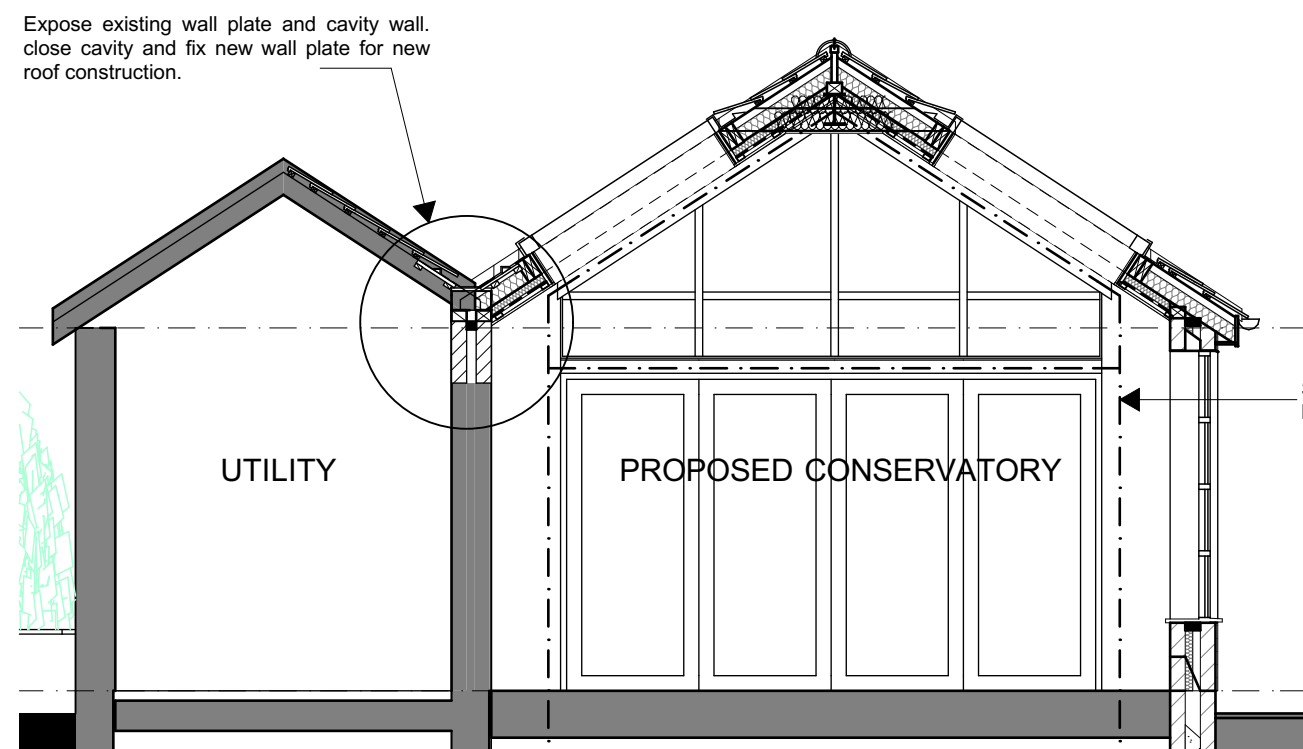 Expose existing wall plate and cavity wall.
close cavity and fix new wall plate for new
roof construction.
UTILITY
PROPOSED CONSERVATORY